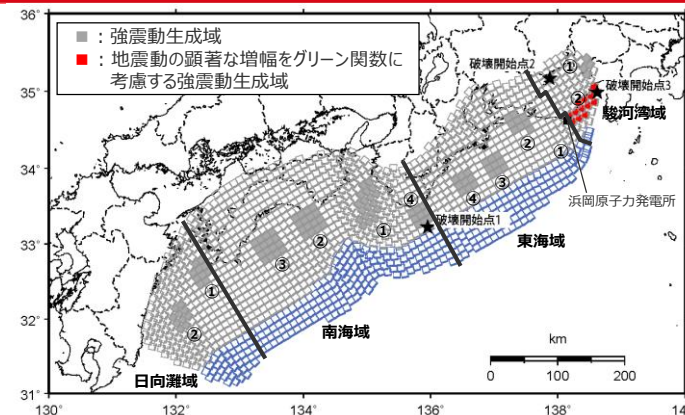 ■ : 強震動生成域
■ : 地震動の顕著な増幅をグリーン関数に
考慮する強震動生成域
36°
35°
34°
33°
32°
31°
130°
132°
134°
136°
138°
14
破壊開始点2
①
破壊開始点3
②
駿河湾域
②
①
浜岡原子力発電所
③
④
④
破壊開始点1
東海域
①
②
③
①
②
南海域
日向灘域
km
0
100
200